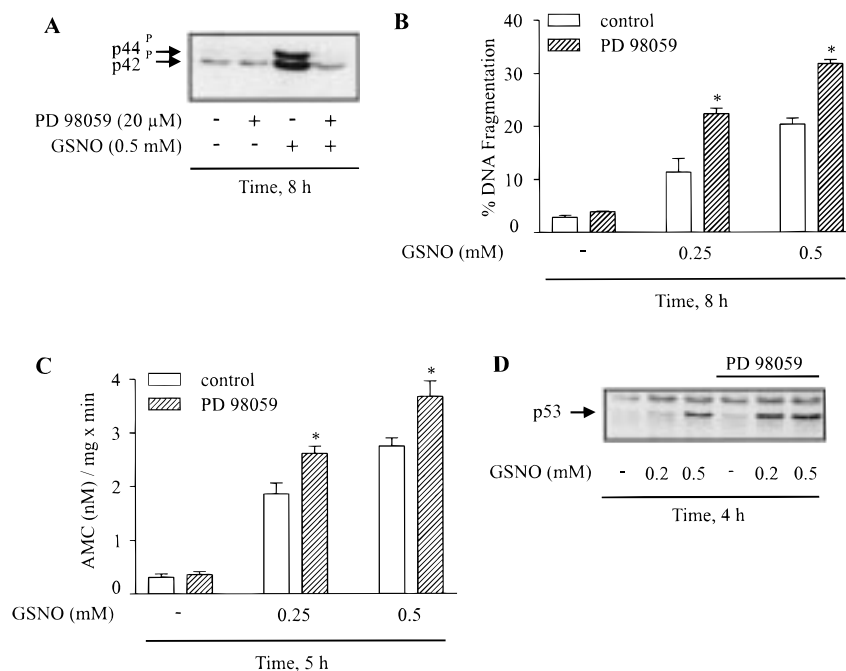 A
p44 P
p42 P
PD 98059 (20 µM) - + - +
GSNO (0.5 mM) - - + +
Time, 8 h
B
control
PD 98059
% DNA Fragmentation
40
30
20
10
0
*
*
GSNO (mM) - 0.25 0.5
Time, 8 h
C
control
PD 98059
AMC (nM) / mg x min
4
3
2
1
0
*
*
GSNO (mM) - 0.25 0.5
Time, 5 h
D
PD 98059
p53
GSNO (mM) - 0.2 0.5 - 0.2 0.5
Time, 4 h